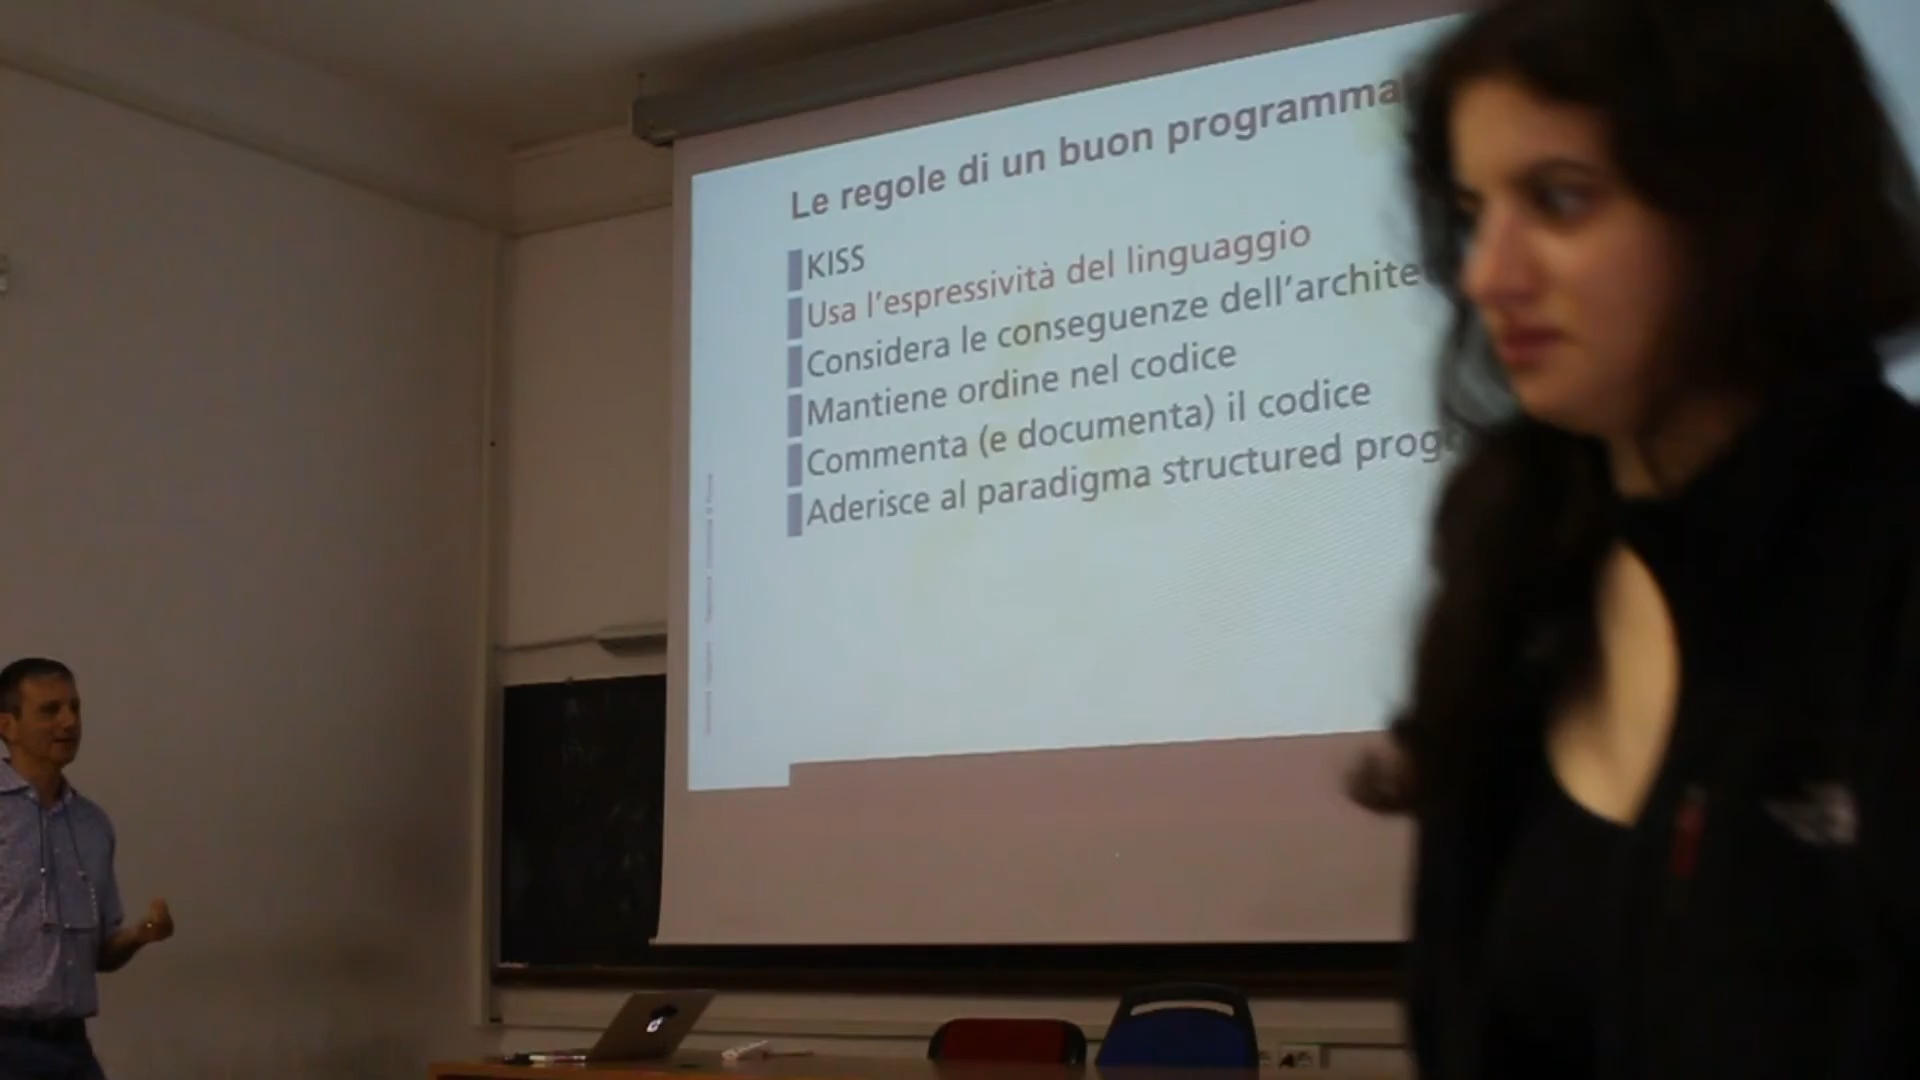 Le regole di un buon programma
KISS
Usa l'espressività del linguaggio
Considera le conseguenze dell'archite
Mantiene ordine nel codice
Commenta (e documenta) il codice
Aderisce al paradigma structured prog